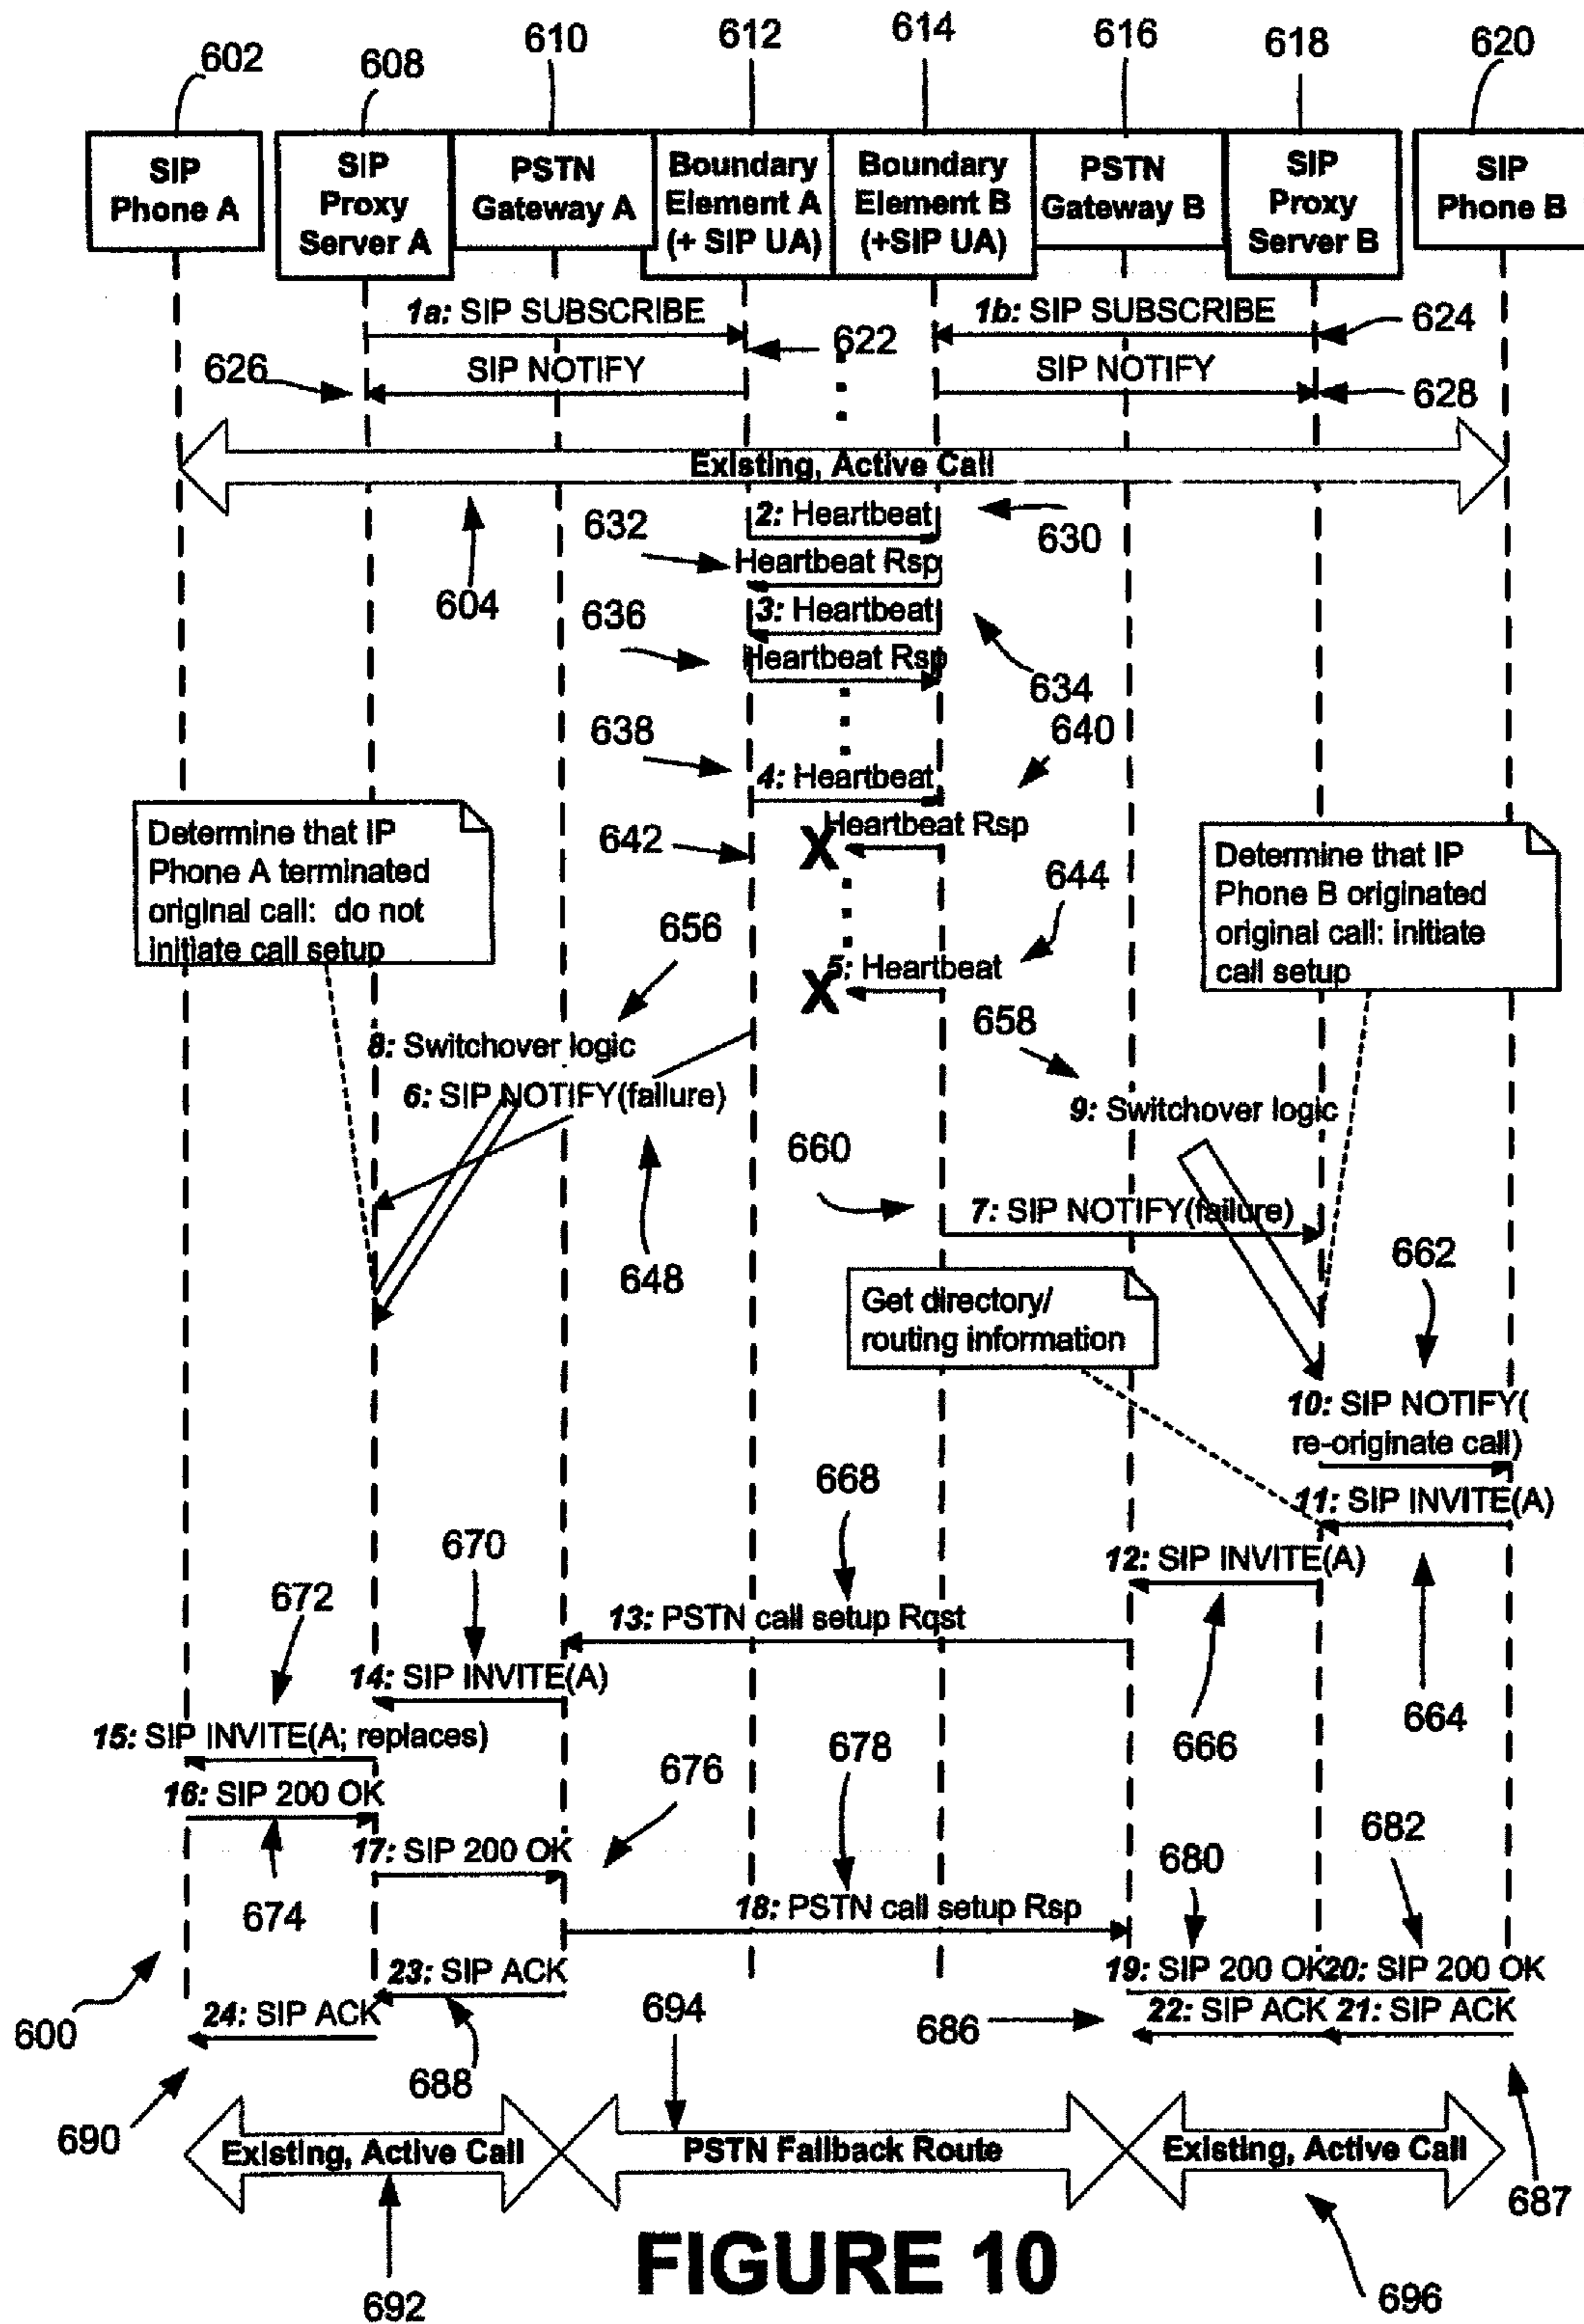 602
608
610
612
614
616
618
620
SIP
Phone A
SIP
Proxy
Server A
PSTN
Gateway A
Boundary
Element A
(+ SIP UA)
Boundary
Element B
(+SIP UA)
PSTN
Gateway B
SIP
Proxy
Server B
SIP
Phone B
1a: SIP SUBSCRIBE
1b: SIP SUBSCRIBE
624
622
626
SIP NOTIFY
SIP NOTIFY
628
Existing, Active Call
632
2: Heartbeat
630
Heartbeat Rsp
604
636
3: Heartbeat
Heartbeat Rsp
634
638
640
4: Heartbeat
Determine that IP
Phone A terminated
original call: do not
initiate call setup
642
X
Heartbeat Rsp
Determine that IP
Phone B originated
original call: initiate
call setup
644
656
X
5: Heartbeat
658
8: Switchover logic
6: SIP NOTIFY(failure)
9: Switchover logic
660
7: SIP NOTIFY(failure)
648
662
Get directory/
routing information
10: SIP NOTIFY(
re-originate call)
668
11: SIP INVITE(A)
670
12: SIP INVITE(A)
672
13: PSTN call setup Rqst
14: SIP INVITE(A)
664
666
15: SIP INVITE(A; replaces)
678
676
16: SIP 200 OK
682
17: SIP 200 OK
680
674
18: PSTN call setup Rsp
23: SIP ACK
19: SIP 200 OK
20: SIP 200 OK
600
24: SIP ACK
694
686
22: SIP ACK
21: SIP ACK
688
690
Existing, Active Call
PSTN Fallback Route
Existing, Active Call
687
FIGURE 10
692
696